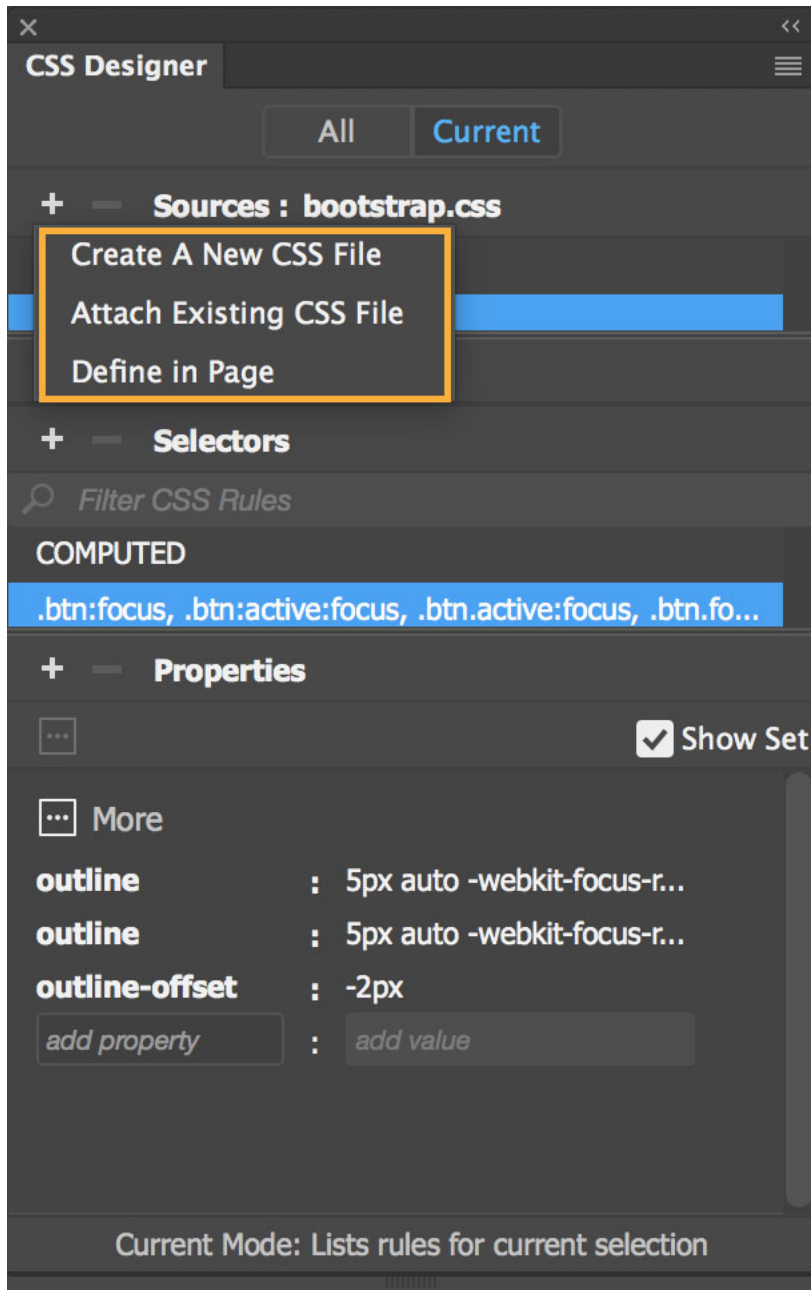 CSS Designer
All Current
Sources : bootstrap.css
Create A New CSS File
Attach Existing CSS File
Define in Page
Selectors
Filter CSS Rules
COMPUTED
.btn:focus, .btn:active:focus, .btn.active:focus, .btn.fo...
Properties
Show Set
More
outline : 5px auto -webkit-focus-r...
outline : 5px auto -webkit-focus-r...
outline-offset : -2px
add property : add value
Current Mode: Lists rules for current selection